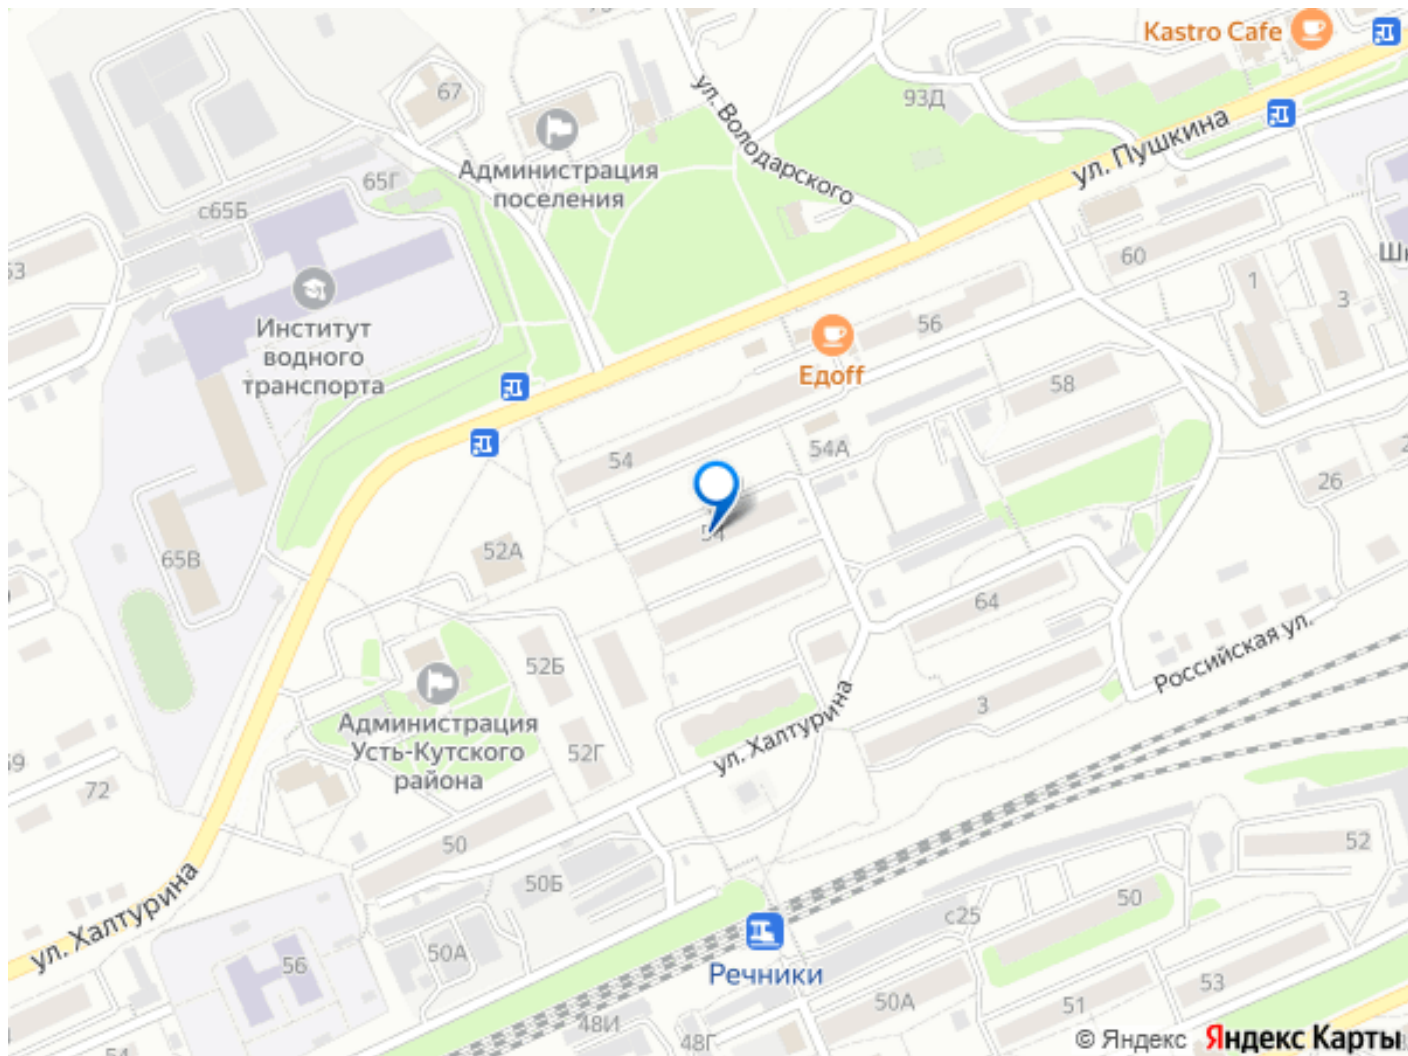 Kastro Cafe
67
93Д
ул. Володарского
ул. Пушкина
Администрация
поселения
65Г
с65Б
53
60
1
3
Институт
водного
транспорта
56
Едоff
58
54
54А
26
52А
54
65В
64
Российская ул.
52Б
3
Администрация
Усть-Кутского
района
52Г
ул. Халтурина
72
50
52
50Б
ул. Халтурина
50
с25
50А
56
Речники
53
50А
51
48И
48Г
© Яндекс Яндекс Карты